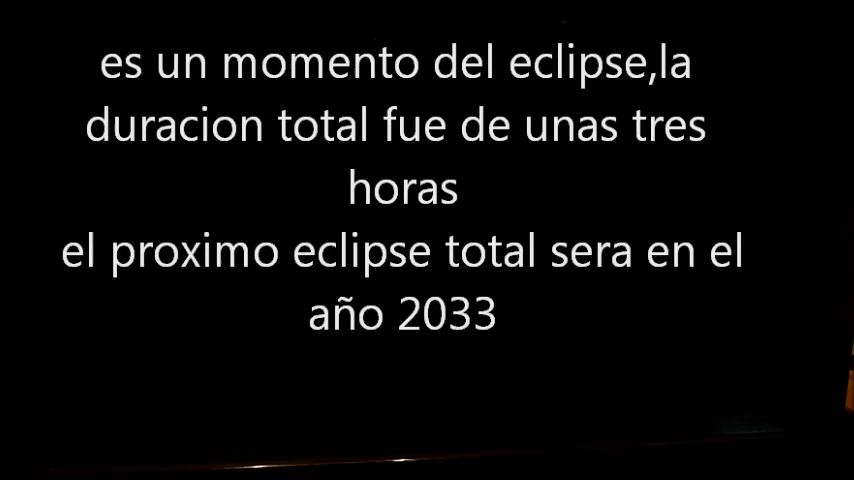 es un momento del eclipse,la
duracion total fue de unas tres
horas
el proximo eclipse total sera en el
año 2033